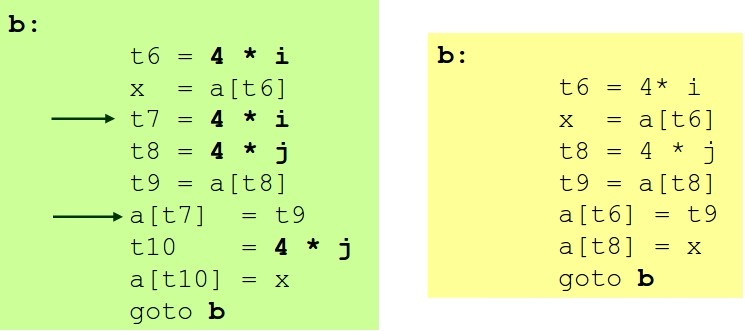 b:
t6 = 4 * i
x = a[t6]
t7 = 4 * i
t8 = 4 * j
t9 = a[t8]
a[t7] = t9
t10 = 4 * j
a[t10] = x
goto b
b:
t6 = 4* i
x = a[t6]
t8 = 4 * j
t9 = a[t8]
a[t6] = t9
a[t8] = x
goto b